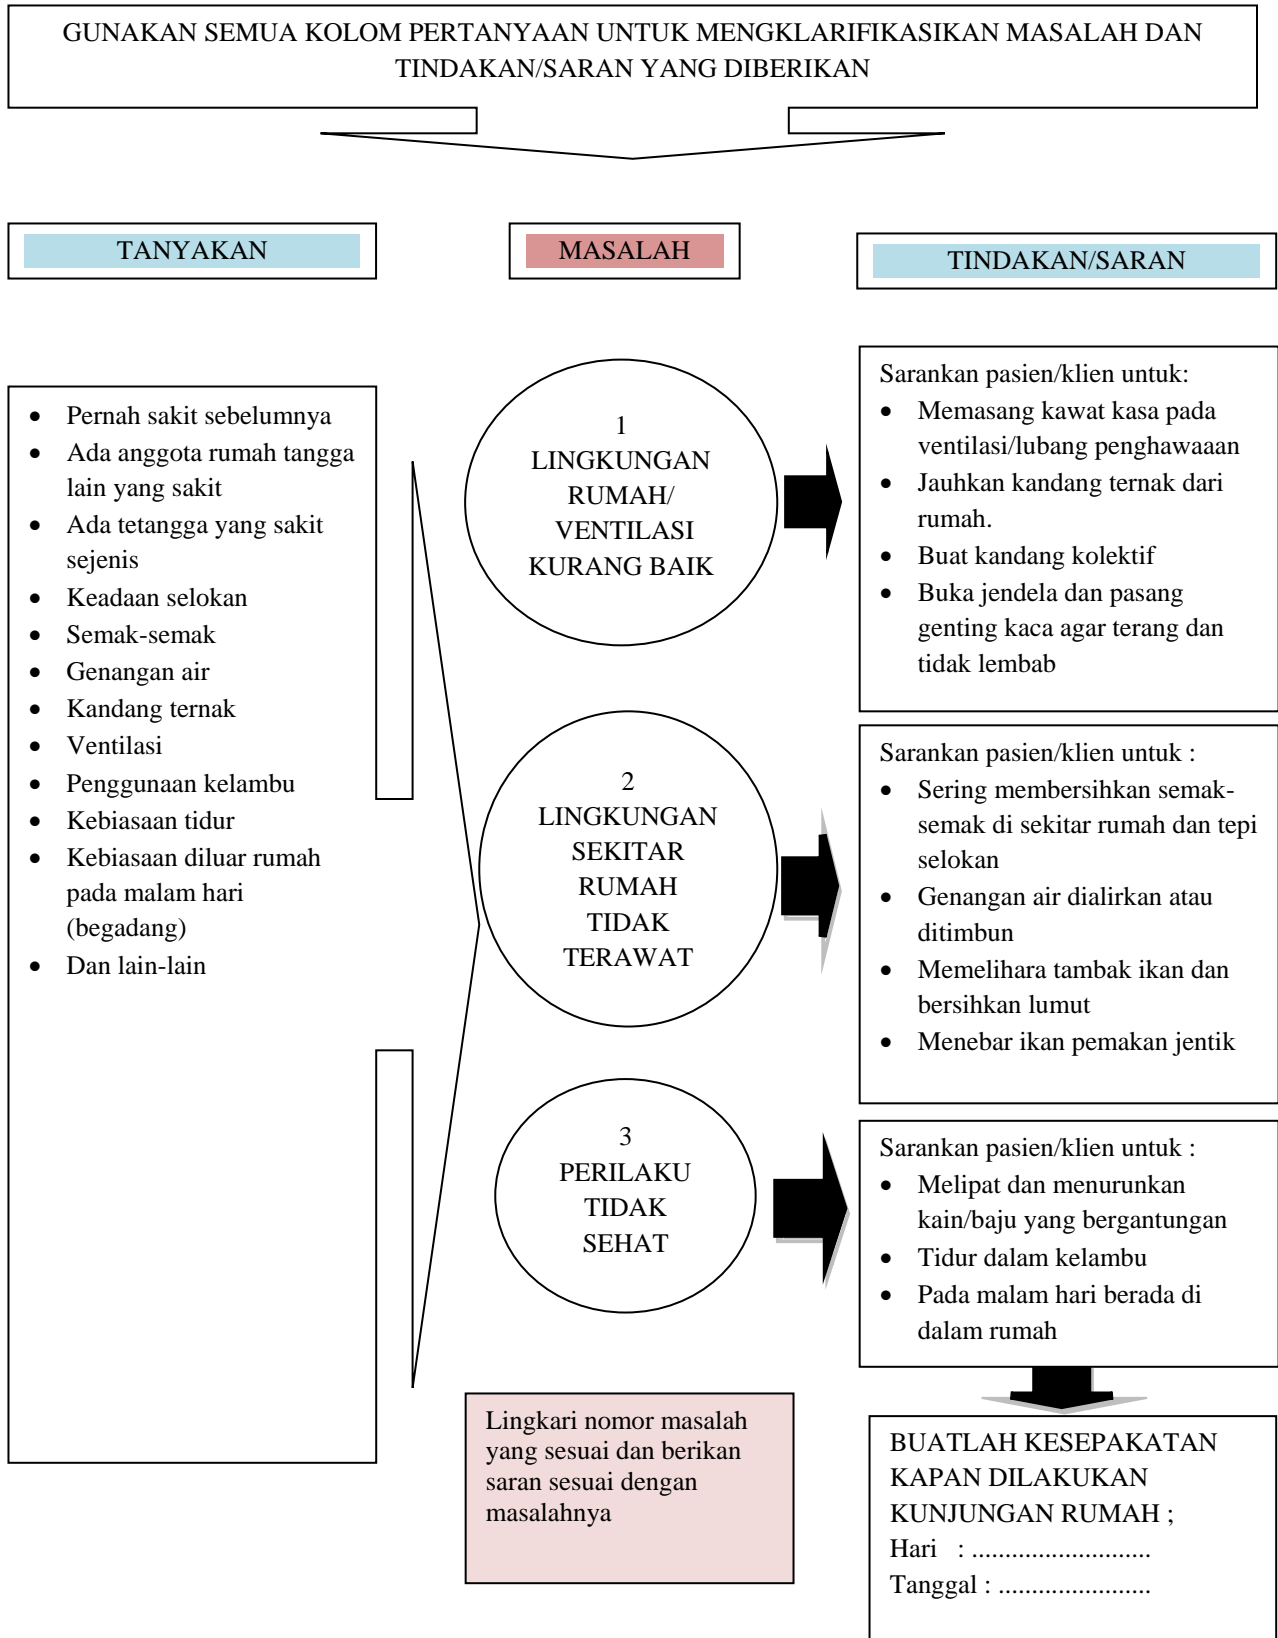 GUNAKAN SEMUA KOLOM PERTANYAAN UNTUK MENGKLARIFIKASIKAN MASALAH DAN
TINDAKAN/SARAN YANG DIBERIKAN
TANYAKAN
MASALAH
TINDAKAN/SARAN
• Pernah sakit sebelumnya
• Ada anggota rumah tangga
lain yang sakit
• Ada tetangga yang sakit
sejenis
• Keadaan selokan
• Semak-semak
• Genangan air
• Kandang ternak
• Ventilasi
• Penggunaan kelambu
• Kebiasaan tidur
• Kebiasaan diluar rumah
pada malam hari
(begadang)
• Dan lain-lain
1
LINGKUNGAN
RUMAH/
VENTILASI
KURANG BAIK
Sarankan pasien/klien untuk:
• Memasang kawat kasa pada
ventilasi/lubang penghawaaan
• Jauhkan kandang ternak dari
rumah.
• Buat kandang kolektif
• Buka jendela dan pasang
genting kaca agar terang dan
tidak lembab
2
LINGKUNGAN
SEKITAR
RUMAH
TIDAK
TERAWAT
Sarankan pasien/klien untuk :
• Sering membersihkan semak-
semak di sekitar rumah dan tepi
selokan
• Genangan air dialirkan atau
ditimbun
• Memelihara tambak ikan dan
bersihkan lumut
• Menebar ikan pemakan jentik
3
PERILAKU
TIDAK
SEHAT
Sarankan pasien/klien untuk :
• Melipat dan menurunkan
kain/baju yang bergantungan
• Tidur dalam kelambu
• Pada malam hari berada di
dalam rumah
Lingkari nomor masalah
yang sesuai dan berikan
saran sesuai dengan
masalahnya
BUATLAH KESEPAKATAN
KAPAN DILAKUKAN
KUNJUNGAN RUMAH ;
Hari : ...........................
Tanggal : .......................